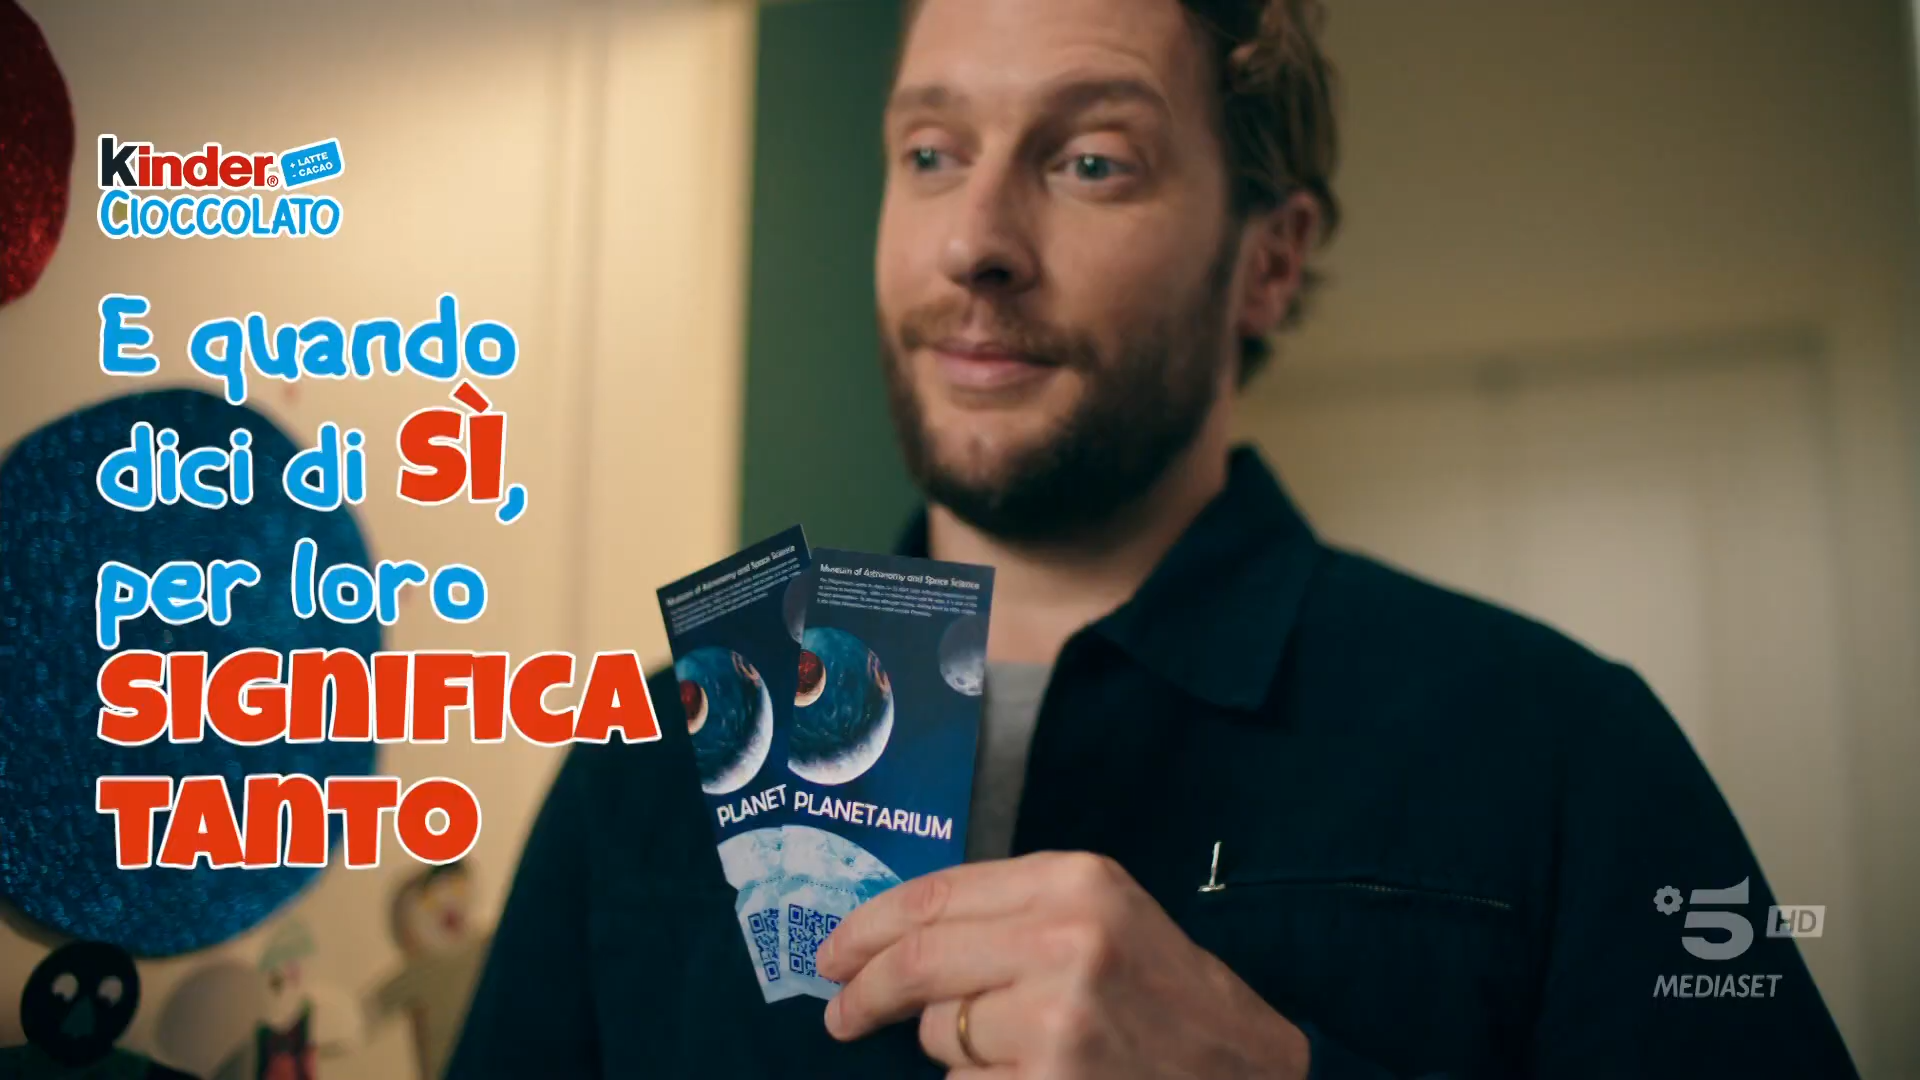 Kinder®
+ LATTE
- CACAO
CIOCCOLATO
E quando
dici di SÌ,
per loro
SIGNIFICA
TANTO
Museum of Astronomy and Space Science
Museum of Astronomy and Space Science
PLANET
PLANETARIUM
5 HD
MEDIASET